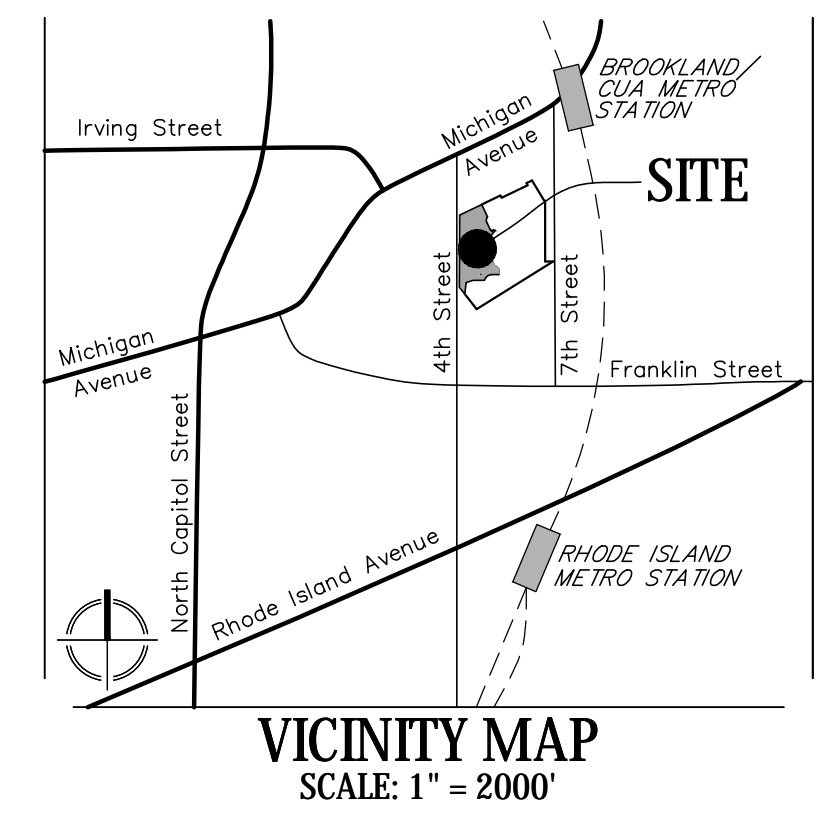 BROOKLAND/
CUA METRO
STATION
Irving Street
Michigan
Avenue
SITE
4th Street
7th Street
Michigan
Avenue
Franklin Street
North Capitol Street
Rhode Island Avenue
RHODE ISLAND
METRO STATION
VICINITY MAP
SCALE: 1" = 2000'